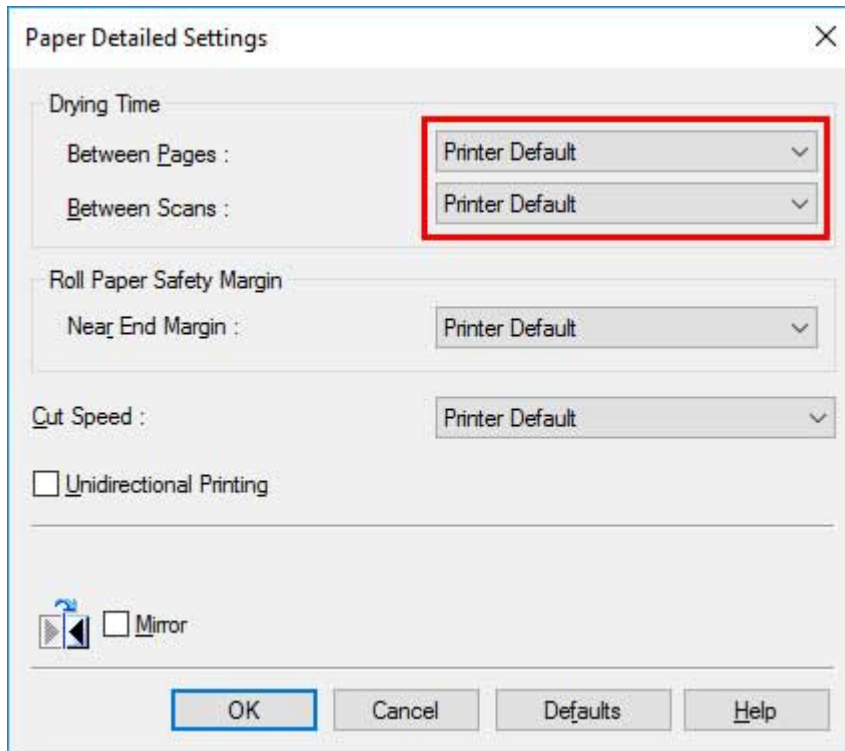 Paper Detailed Settings
Drying Time
Between Pages : Printer Default
Between Scans : Printer Default
Roll Paper Safety Margin
Near End Margin : Printer Default
Cut Speed : Printer Default
Unidirectional Printing
Mirror
OK Cancel Defaults Help